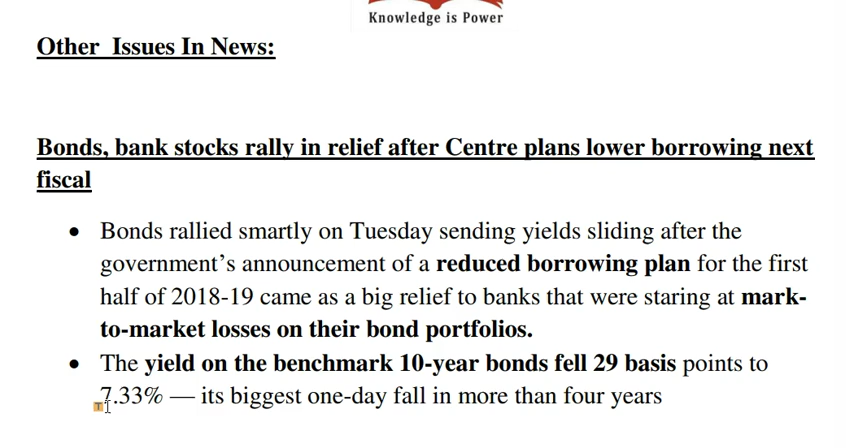 Knowledge is Power
Other Issues In News:
Bonds, bank stocks rally in relief after Centre plans lower borrowing next
fiscal
• Bonds rallied smartly on Tuesday sending yields sliding after the
government’s announcement of a reduced borrowing plan for the first
half of 2018-19 came as a big relief to banks that were staring at mark-
to-market losses on their bond portfolios.
• The yield on the benchmark 10-year bonds fell 29 basis points to
7.33% — its biggest one-day fall in more than four years